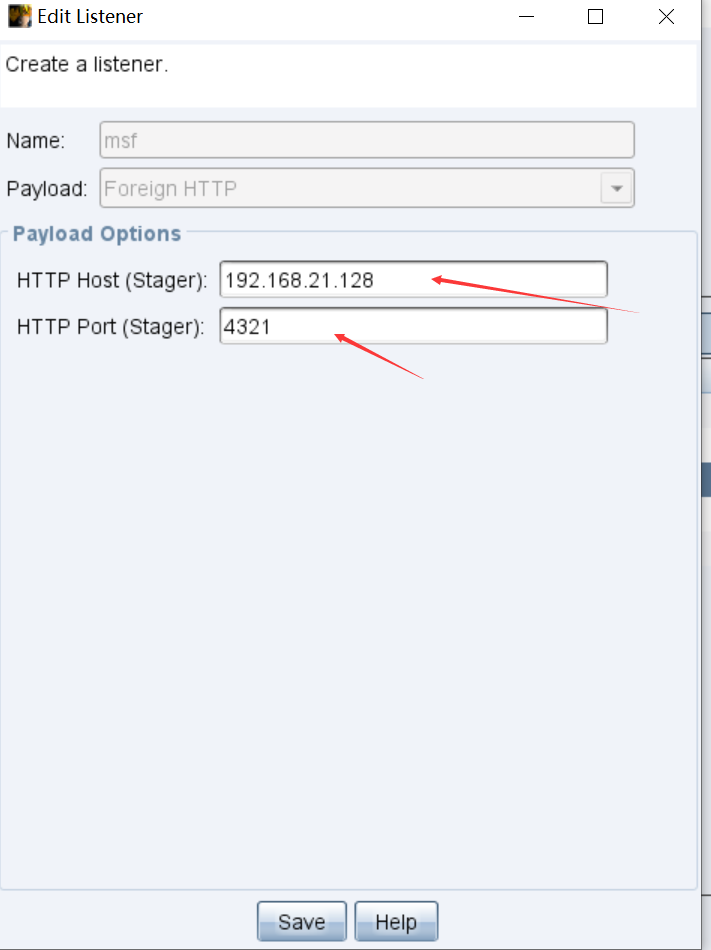 Edit Listener
Create a listener.
Name: msf
Payload: Foreign HTTP
Payload Options
HTTP Host (Stager): 192.168.21.128
HTTP Port (Stager): 4321
Save Help